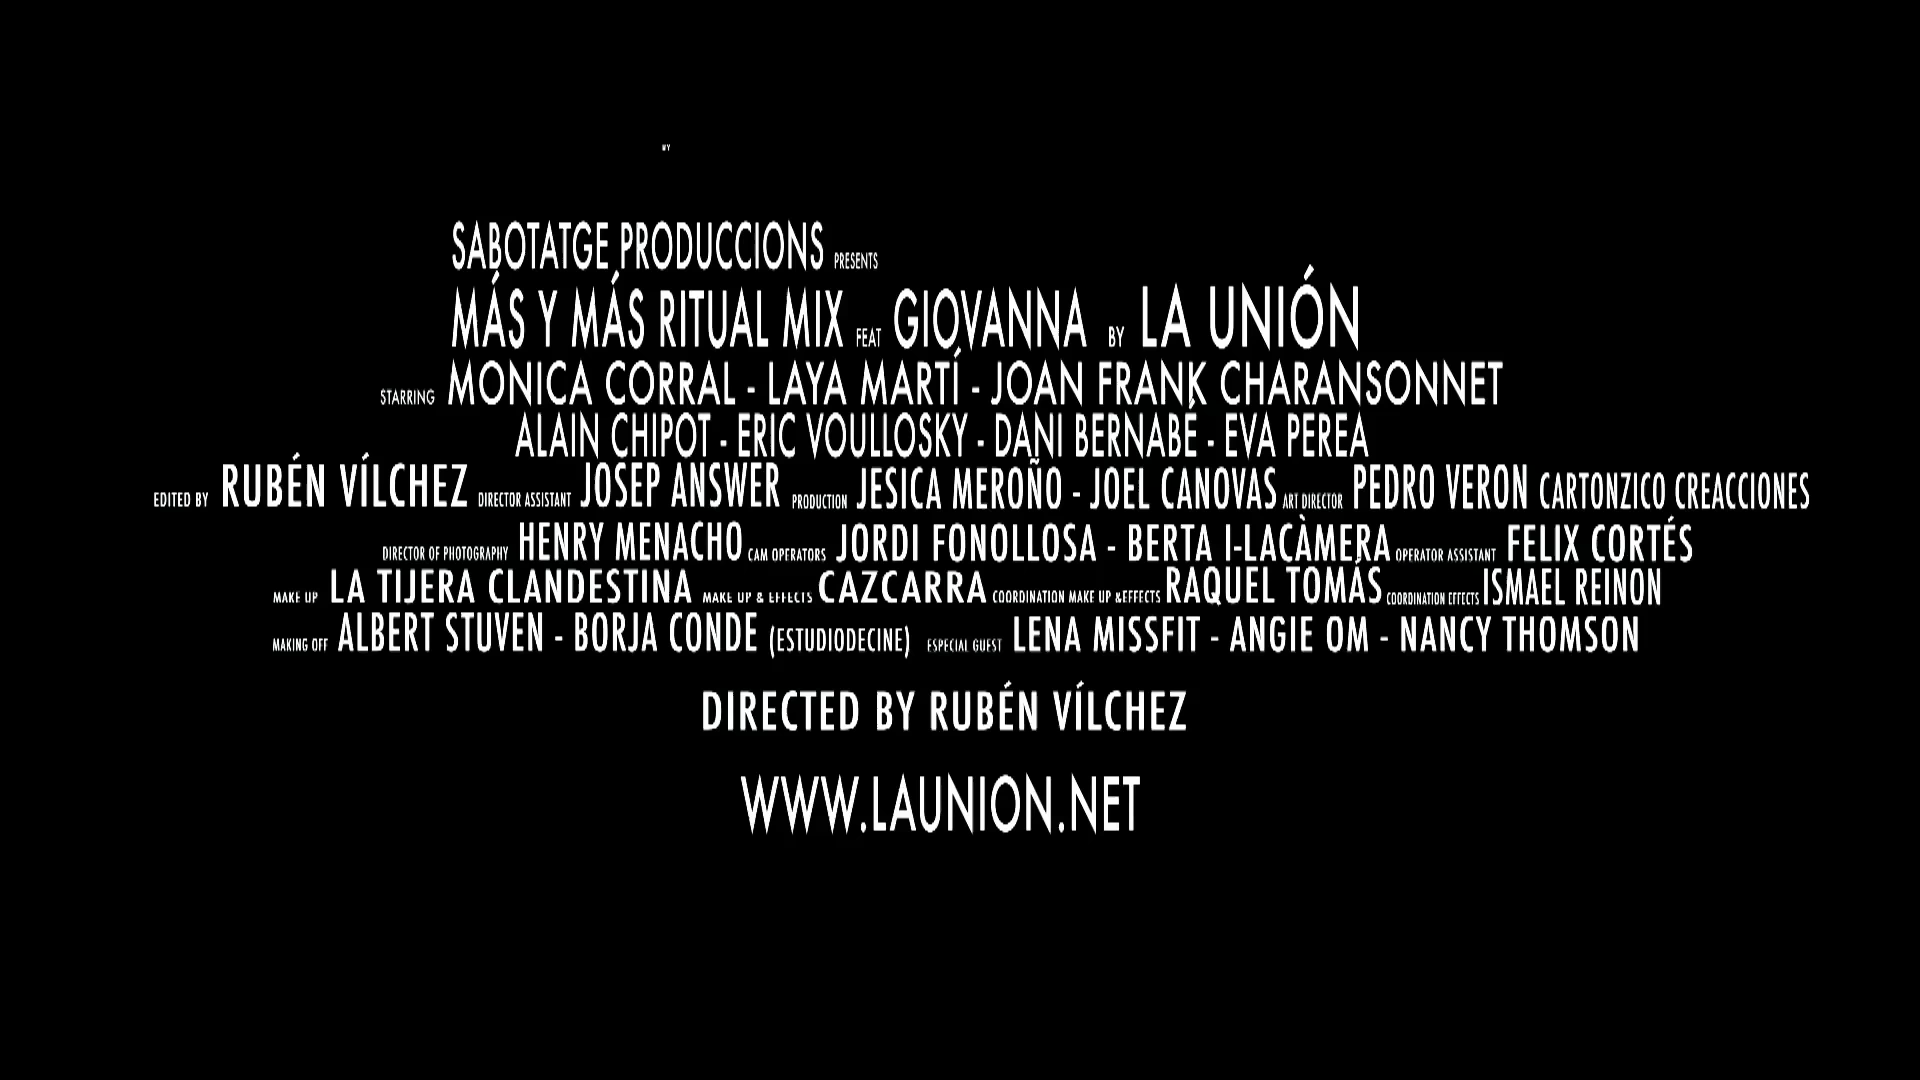 MY
SABOTATGE PRODUCCIONS PRESENTS
MÁS Y MÁS RITUAL MIX FEAT GIOVANNA BY LA UNIÓN
STARRING MONICA CORRAL - LAYA MARTÍ - JOAN FRANK CHARANSONNET
ALAIN CHIPOT - ERIC VOULLOSKY - DANI BERNABÉ - EVA PEREA
EDITED BY RUBÉN VÍLCHEZ DIRECTOR ASSISTANT JOSEP ANSWER PRODUCTION JESICA MEROÑO - JOEL CANOVAS ART DIRECTOR PEDRO VERON CARTONZICO CREACCIONES
DIRECTOR OF PHOTOGRAPHY HENRY MENACHO CAM OPERATORS JORDI FONOLLOSA - BERTA I-LACÀMERA OPERATOR ASSISTANT FELIX CORTÉS
MAKE UP LA TIJERA CLANDESTINA MAKE UP & EFFECTS CAZCARRA COORDINATION MAKE UP &EFFECTS RAQUEL TOMÁS COORDINATION EFFECTS ISMAEL REINON
MAKING OFF ALBERT STUVEN - BORJA CONDE (ESTUDIODECINE) ESPECIAL GUEST LENA MISSFIT - ANGIE OM - NANCY THOMSON
DIRECTED BY RUBÉN VÍLCHEZ
WWW.LAUNION.NET